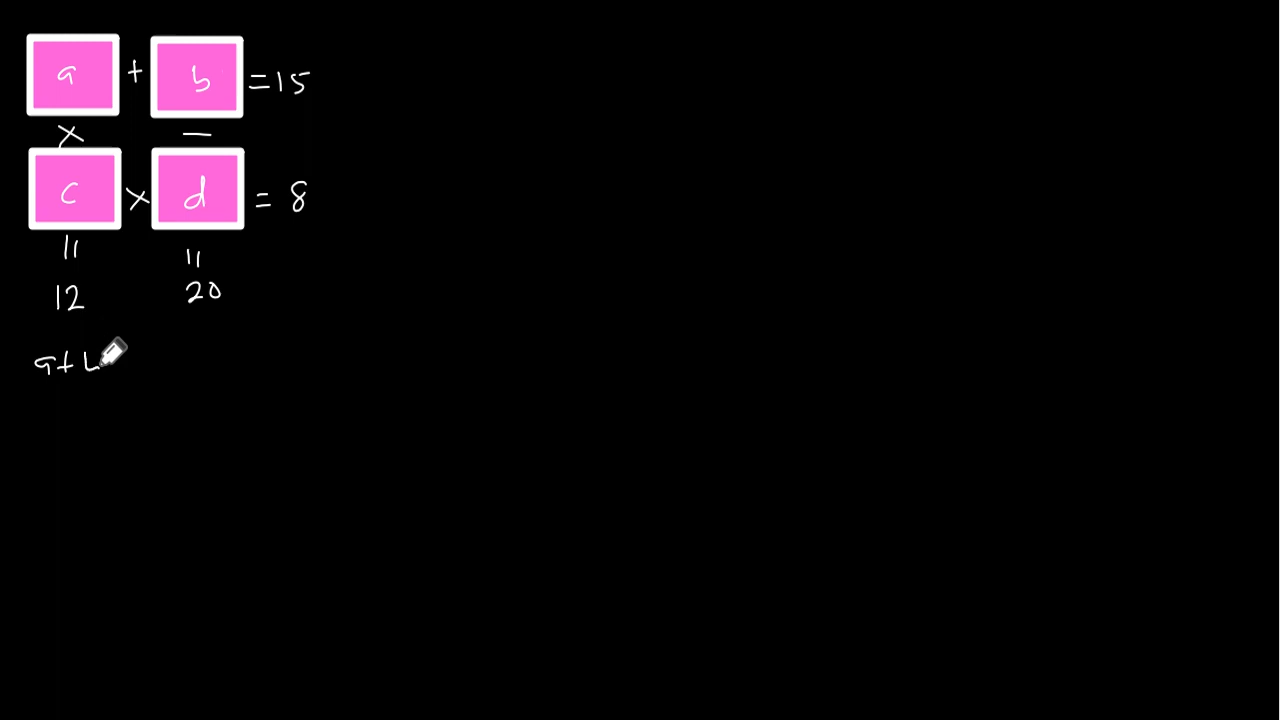 a + b = 15
× −
c × d = 8
= =
12 20
a + b